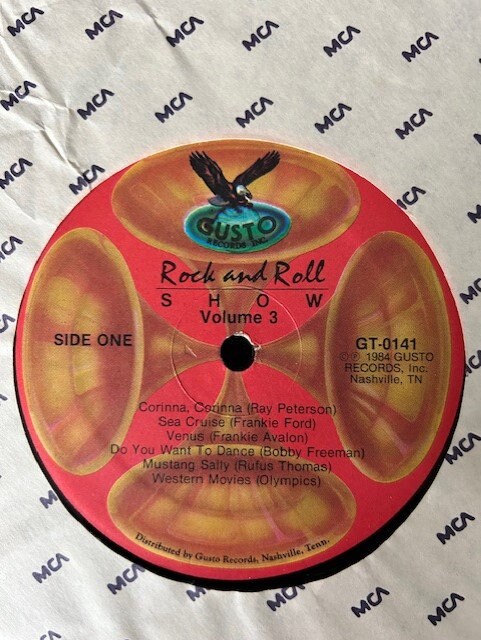 MCA
GUSTO
RECORDS INC.
Rock and Roll
SHOW
Volume 3
SIDE ONE
GT-0141
©℗ 1984 GUSTO
RECORDS, Inc.
Nashville, TN
Corinna, Corinna (Ray Peterson)
Sea Cruise (Frankie Ford)
Venus (Frankie Avalon)
Do You Want To Dance (Bobby Freeman)
Mustang Sally (Rufus Thomas)
Western Movies (Olympics)
Distributed by Gusto Records, Nashville, Tenn.